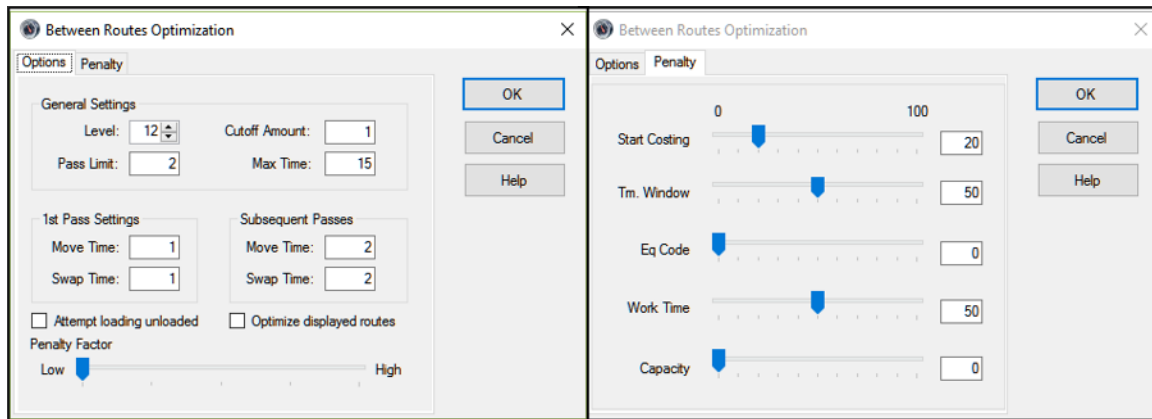 Between Routes Optimization
Options Penalty
General Settings
Level: 12 Cutoff Amount: 1
Pass Limit: 2 Max Time: 15
1st Pass Settings Subsequent Passes
Move Time: 1 Move Time: 2
Swap Time: 1 Swap Time: 2
Attempt loading unloaded Optimize displayed routes
Penalty Factor
Low High
OK
Cancel
Help
Between Routes Optimization
Options Penalty
0 100
Start Costing 20
Tm. Window 50
Eq Code 0
Work Time 50
Capacity 0
OK
Cancel
Help